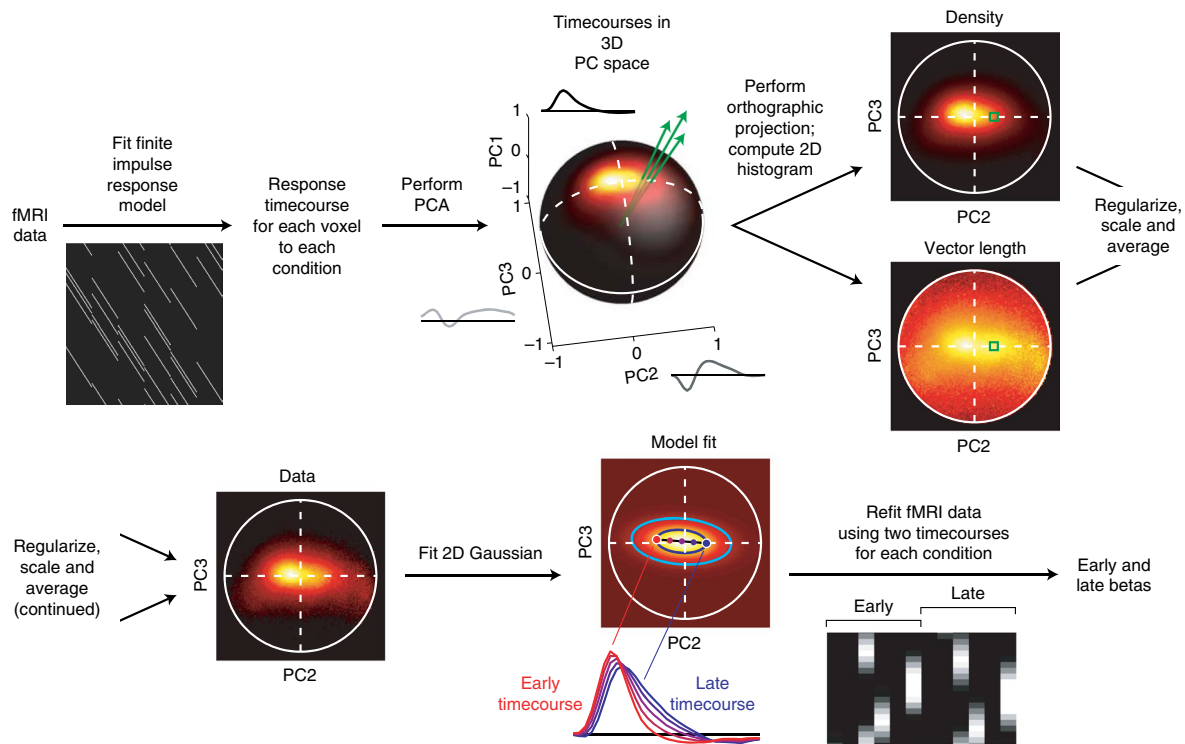 fMRI
data
Fit finite
impulse
response
model
Response
timecourse
for each voxel
to each
condition
Perform
PCA
Timecourses in
3D
PC space
1
0
−1
PC1
1
0
−1
PC3
−1
0
1
PC2
Perform
orthographic
projection;
compute 2D
histogram
Density
PC3
PC2
Vector length
PC3
PC2
Regularize,
scale and
average
Regularize,
scale and
average
(continued)
Data
PC3
PC2
Fit 2D Gaussian
Model fit
PC3
PC2
Early
timecourse
Late
timecourse
Refit fMRI data
using two timecourses
for each condition
Early
Late
Early and
late betas